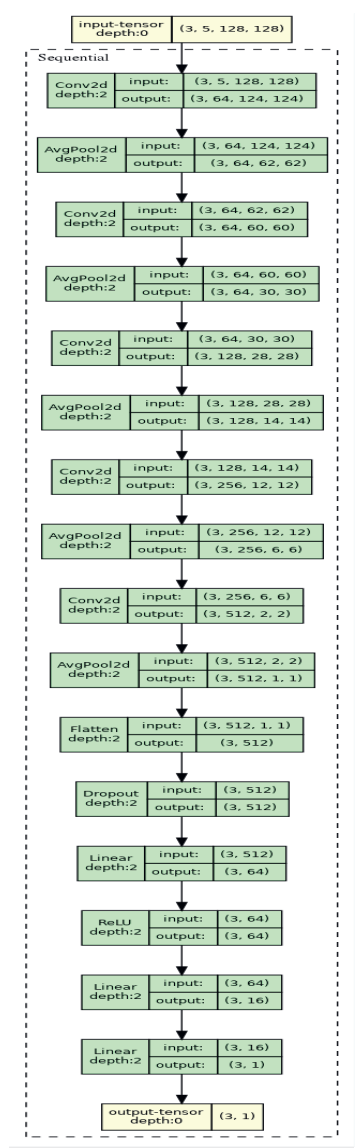 input-tensor
depth:0
(3, 5, 128, 128)
Sequential
Conv2d
depth:2
input:
(3, 5, 128, 128)
output:
(3, 64, 124, 124)
AvgPool2d
depth:2
input:
(3, 64, 124, 124)
output:
(3, 64, 62, 62)
Conv2d
depth:2
input:
(3, 64, 62, 62)
output:
(3, 64, 60, 60)
AvgPool2d
depth:2
input:
(3, 64, 60, 60)
output:
(3, 64, 30, 30)
Conv2d
depth:2
input:
(3, 64, 30, 30)
output:
(3, 128, 28, 28)
AvgPool2d
depth:2
input:
(3, 128, 28, 28)
output:
(3, 128, 14, 14)
Conv2d
depth:2
input:
(3, 128, 14, 14)
output:
(3, 256, 12, 12)
AvgPool2d
depth:2
input:
(3, 256, 12, 12)
output:
(3, 256, 6, 6)
Conv2d
depth:2
input:
(3, 256, 6, 6)
output:
(3, 512, 2, 2)
AvgPool2d
depth:2
input:
(3, 512, 2, 2)
output:
(3, 512, 1, 1)
Flatten
depth:2
input:
(3, 512, 1, 1)
output:
(3, 512)
Dropout
depth:2
input:
(3, 512)
output:
(3, 512)
Linear
depth:2
input:
(3, 512)
output:
(3, 64)
ReLU
depth:2
input:
(3, 64)
output:
(3, 64)
Linear
depth:2
input:
(3, 64)
output:
(3, 16)
Linear
depth:2
input:
(3, 16)
output:
(3, 1)
output-tensor
depth:0
(3, 1)